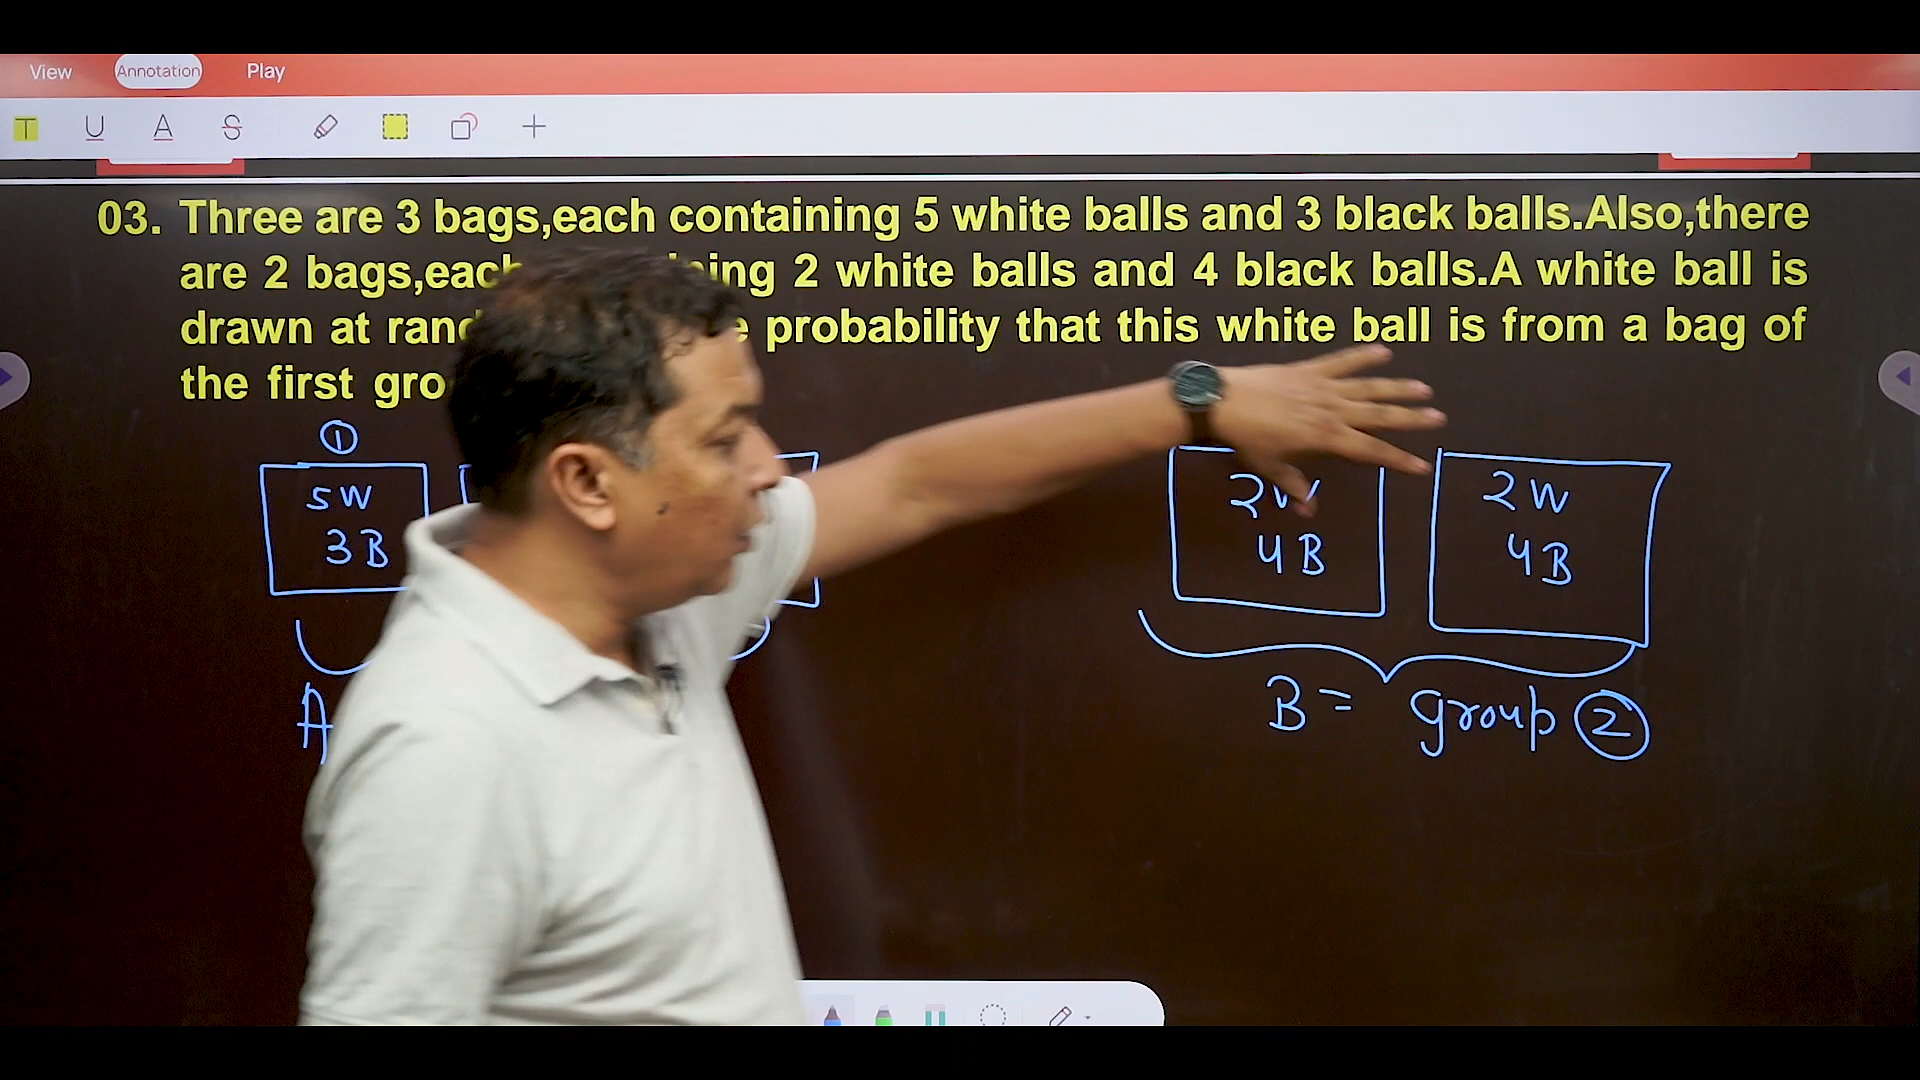 View Annotation Play
T U A S
03. Three are 3 bags,each containing 5 white balls and 3 black balls.Also,there
are 2 bags,each ing 2 white balls and 4 black balls.A white ball is
drawn at probability that this white ball is from a bag of
the first
1
5W
3B
2W
4B
2W
4B
A
B = group 2